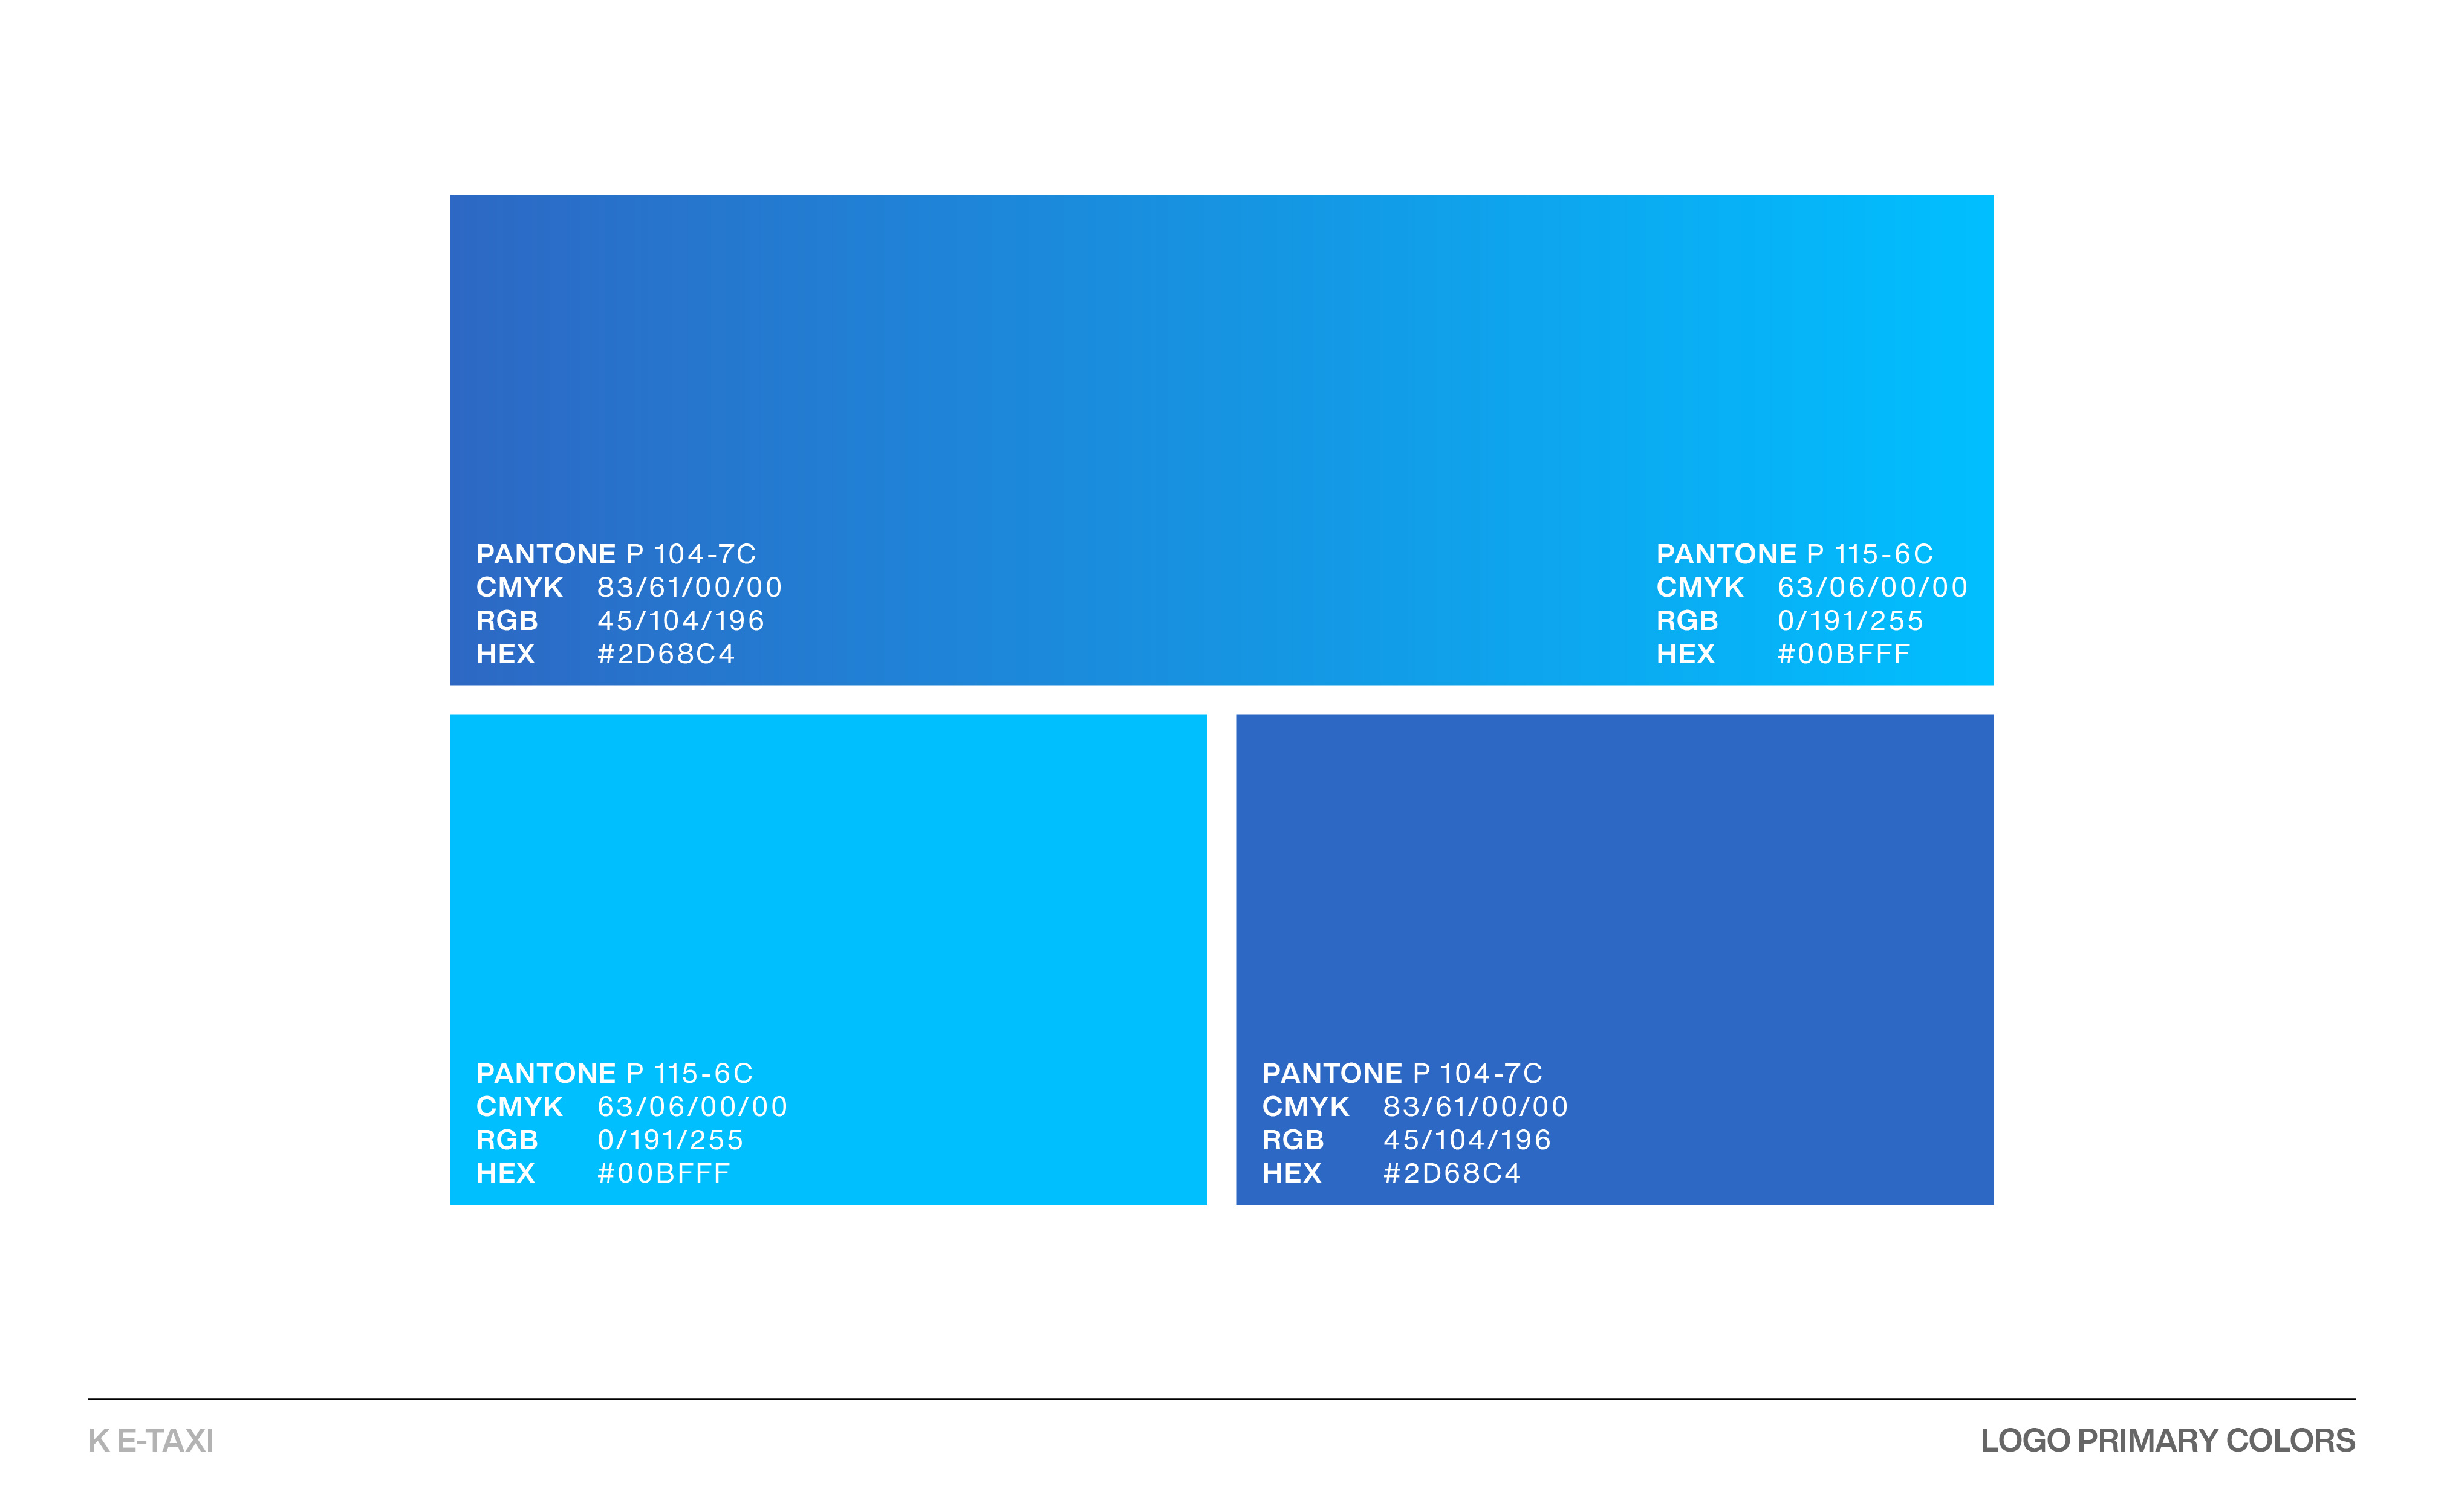 PANTONE P 104-7C
CMYK 83/61/00/00
RGB 45/104/196
HEX #2D68C4
PANTONE P 115-6C
CMYK 63/06/00/00
RGB 0/191/255
HEX #00BFFF
PANTONE P 115-6C
CMYK 63/06/00/00
RGB 0/191/255
HEX #00BFFF
PANTONE P 104-7C
CMYK 83/61/00/00
RGB 45/104/196
HEX #2D68C4
K E-TAXI
LOGO PRIMARY COLORS